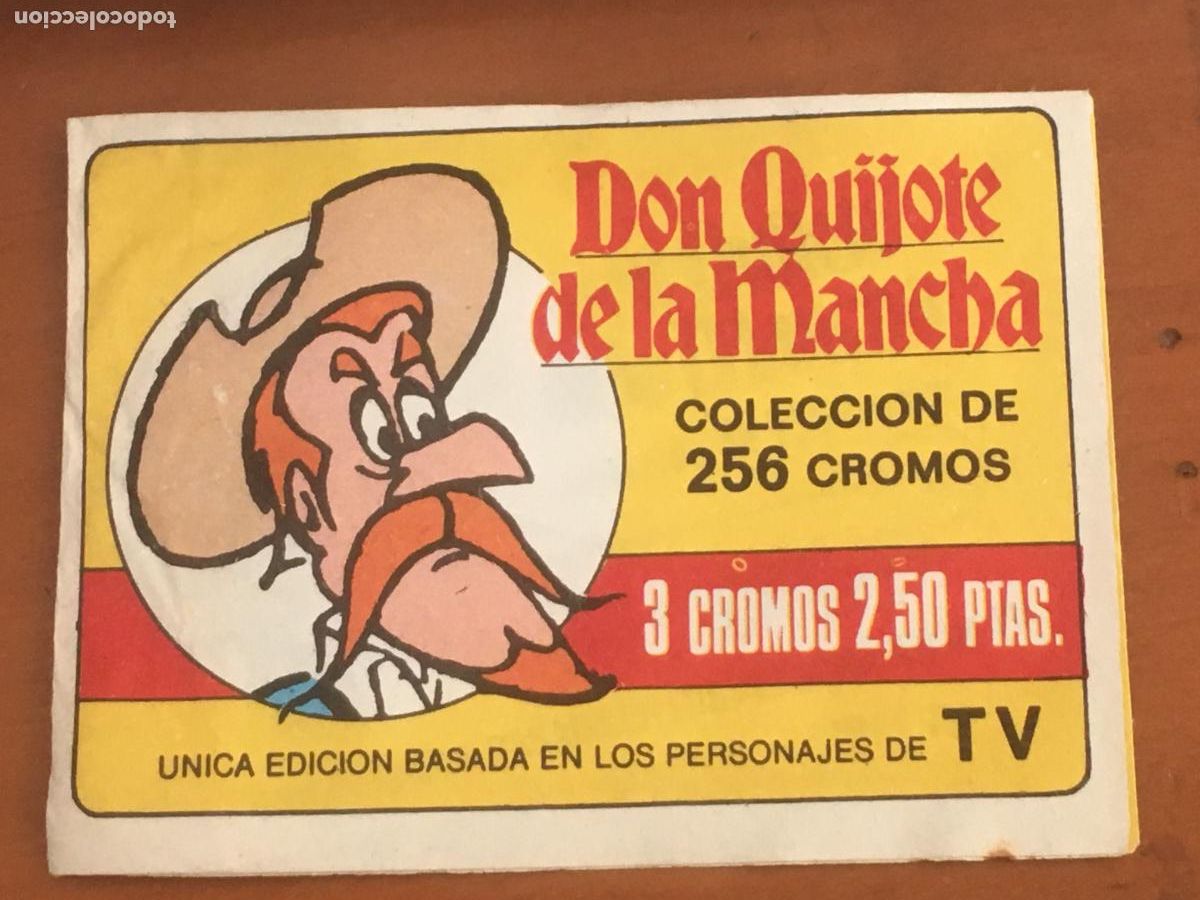 todocoleccion
Don Quijote
de la Mancha
COLECCION DE
256 CROMOS
3 CROMOS 2,50 PTAS.
UNICA EDICION BASADA EN LOS PERSONAJES DE TV